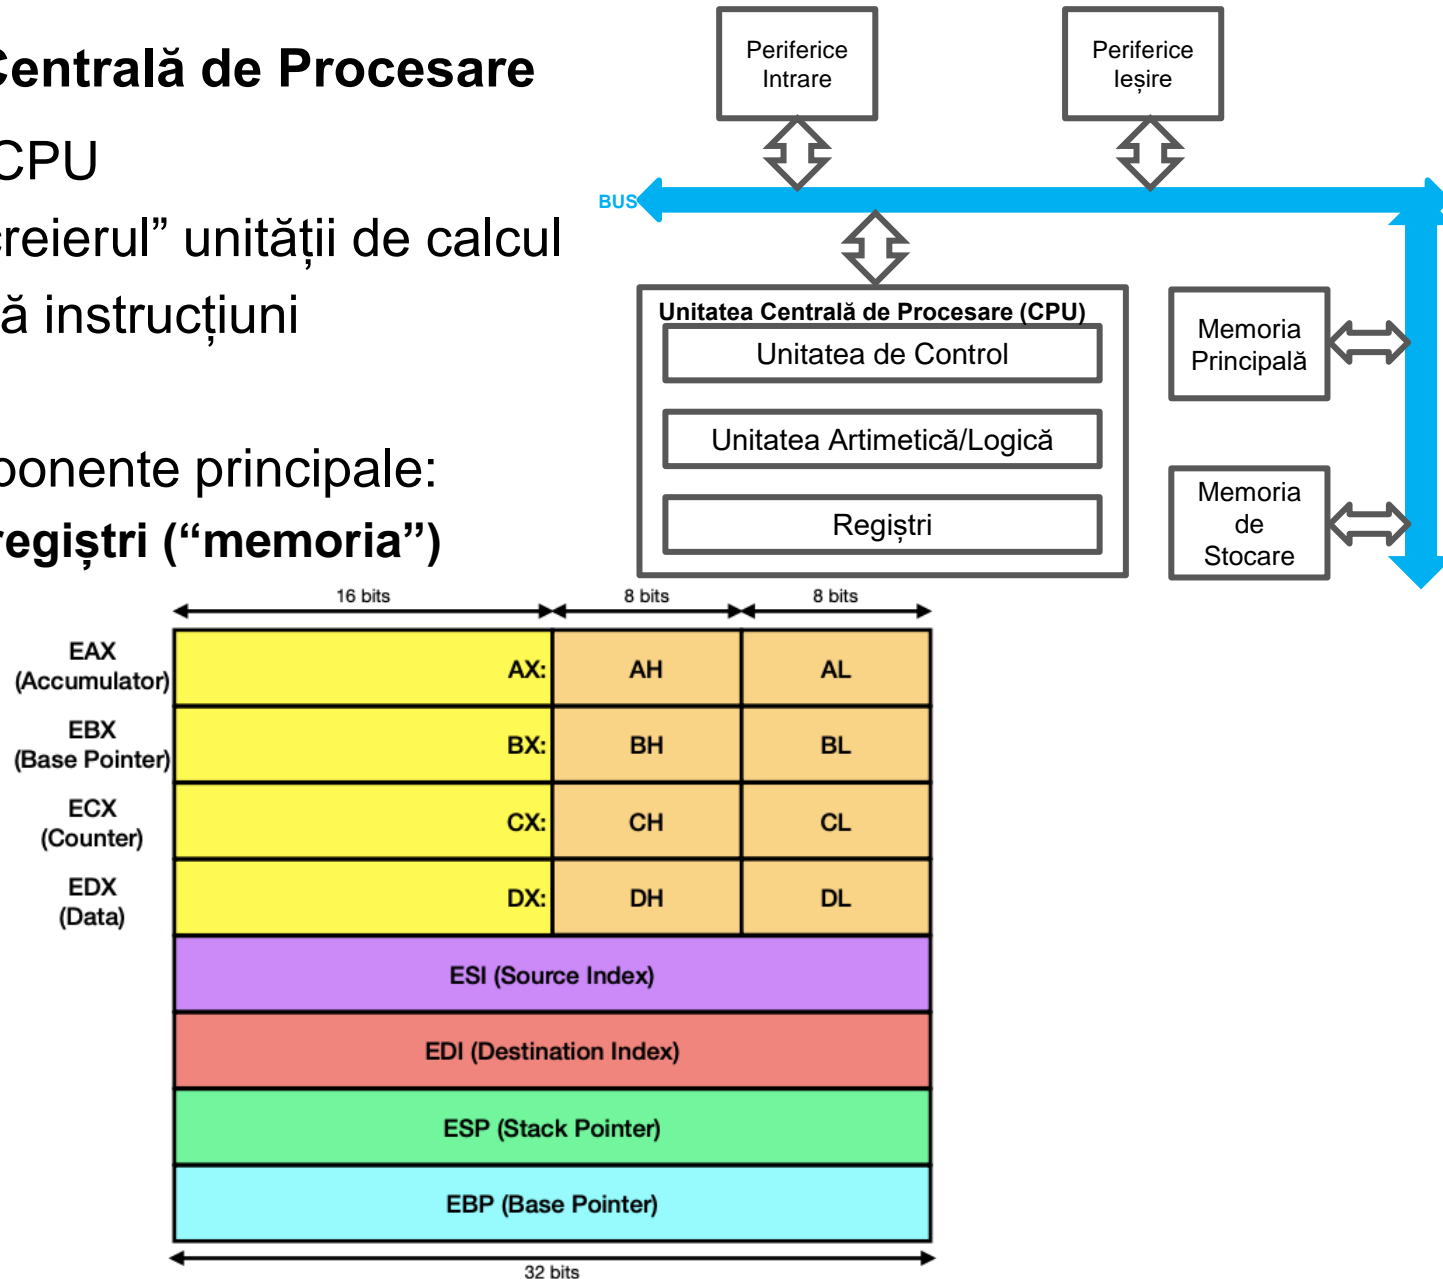 Centrală de Procesare
CPU
creierul” unității de calcul
ă instrucțiuni
ponente principale:
regiștri (“memoria”)
Periferice
Intrare
Periferice
Ieșire
BUS
Unitatea Centrală de Procesare (CPU)
Unitatea de Control
Unitatea Artimetică/Logică
Regiștri
Memoria
Principală
Memoria
de
Stocare
16 bits 8 bits 8 bits
EAX
(Accumulator)
AX: AH AL
EBX
(Base Pointer)
BX: BH BL
ECX
(Counter)
CX: CH CL
EDX
(Data)
DX: DH DL
ESI (Source Index)
EDI (Destination Index)
ESP (Stack Pointer)
EBP (Base Pointer)
32 bits